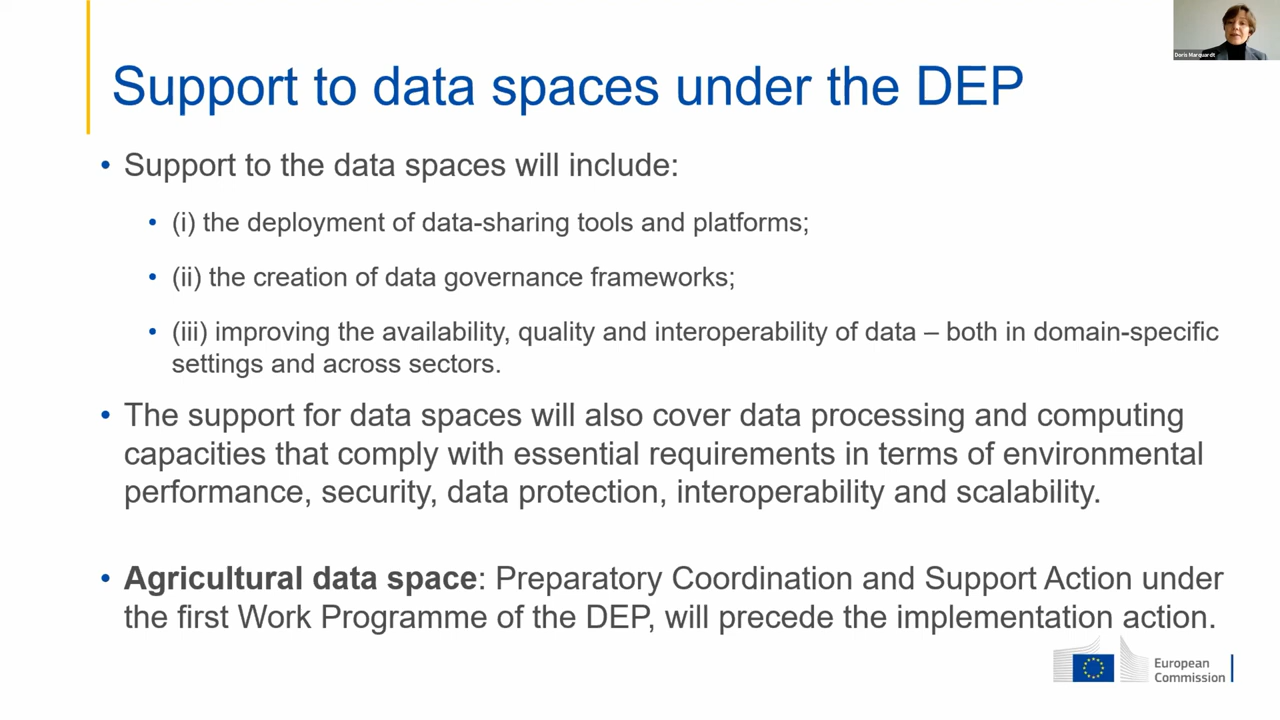 Doris Marquardt
Support to data spaces under the DEP
• Support to the data spaces will include:
• (i) the deployment of data-sharing tools and platforms;
• (ii) the creation of data governance frameworks;
• (iii) improving the availability, quality and interoperability of data – both in domain-specific
settings and across sectors.
• The support for data spaces will also cover data processing and computing
capacities that comply with essential requirements in terms of environmental
performance, security, data protection, interoperability and scalability.
• Agricultural data space: Preparatory Coordination and Support Action under
the first Work Programme of the DEP, will precede the implementation action.
European
Commission